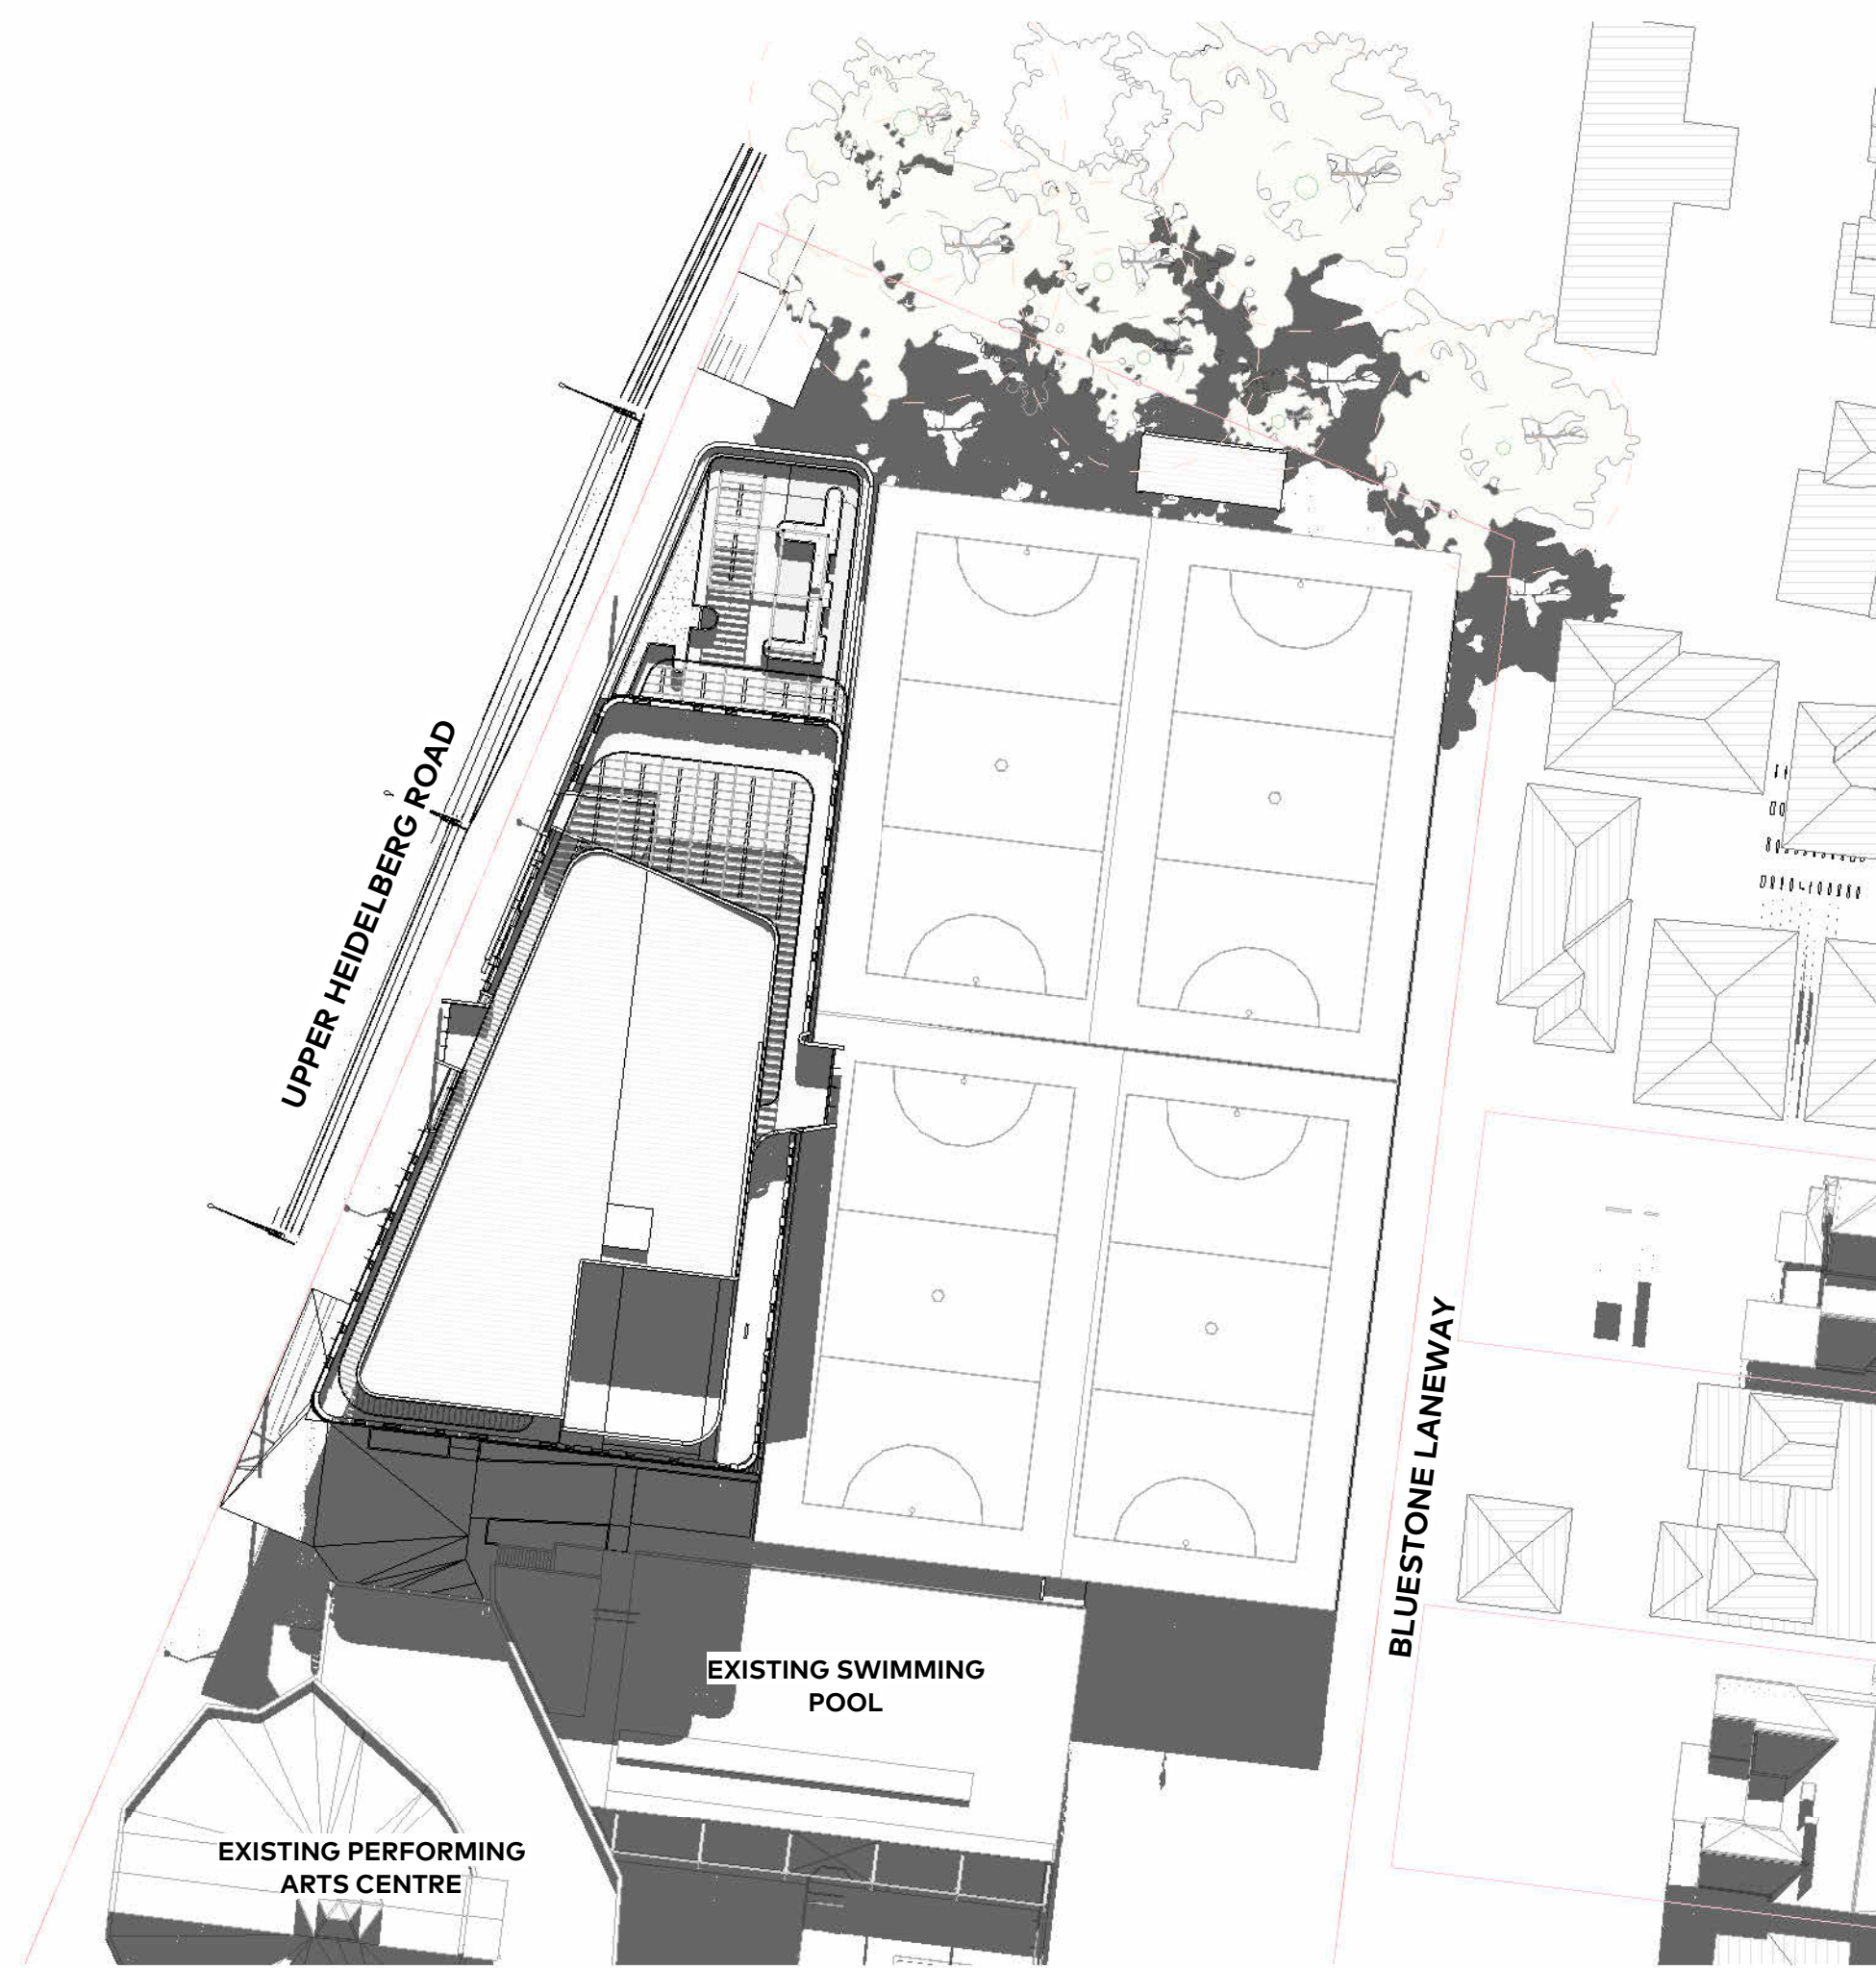 UPPER HEIDELBERG ROAD
BLUESTONE LANEWAY
EXISTING SWIMMING
POOL
EXISTING PERFORMING
ARTS CENTRE